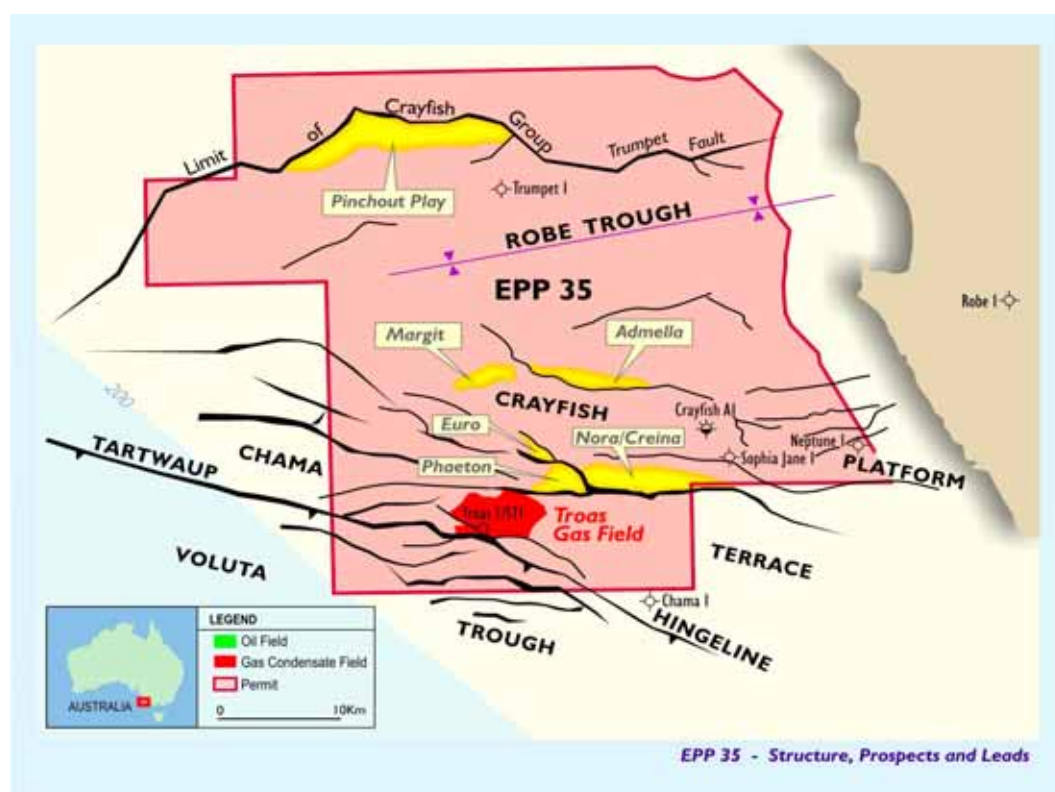 Limit of Crayfish Group
Trumpet Fault
Pinchout Play
Trumpet 1
ROBE TROUGH
EPP 35
Robe 1
Margit
Admella
CRAYFISH
Crayfish A1
Euro
Nora/Creina
Neptune 1
Sophia Jane 1
PLATFORM
Phaeton
200
TARTWAUP
CHAMA
Troas 1/ST1
Troas
Gas Field
VOLUTA
TERRACE
Chama 1
HINGELINE
TROUGH
LEGEND
Oil Field
Gas Condensate Field
Permit
0 10Km
AUSTRALIA
EPP 35 - Structure, Prospects and Leads